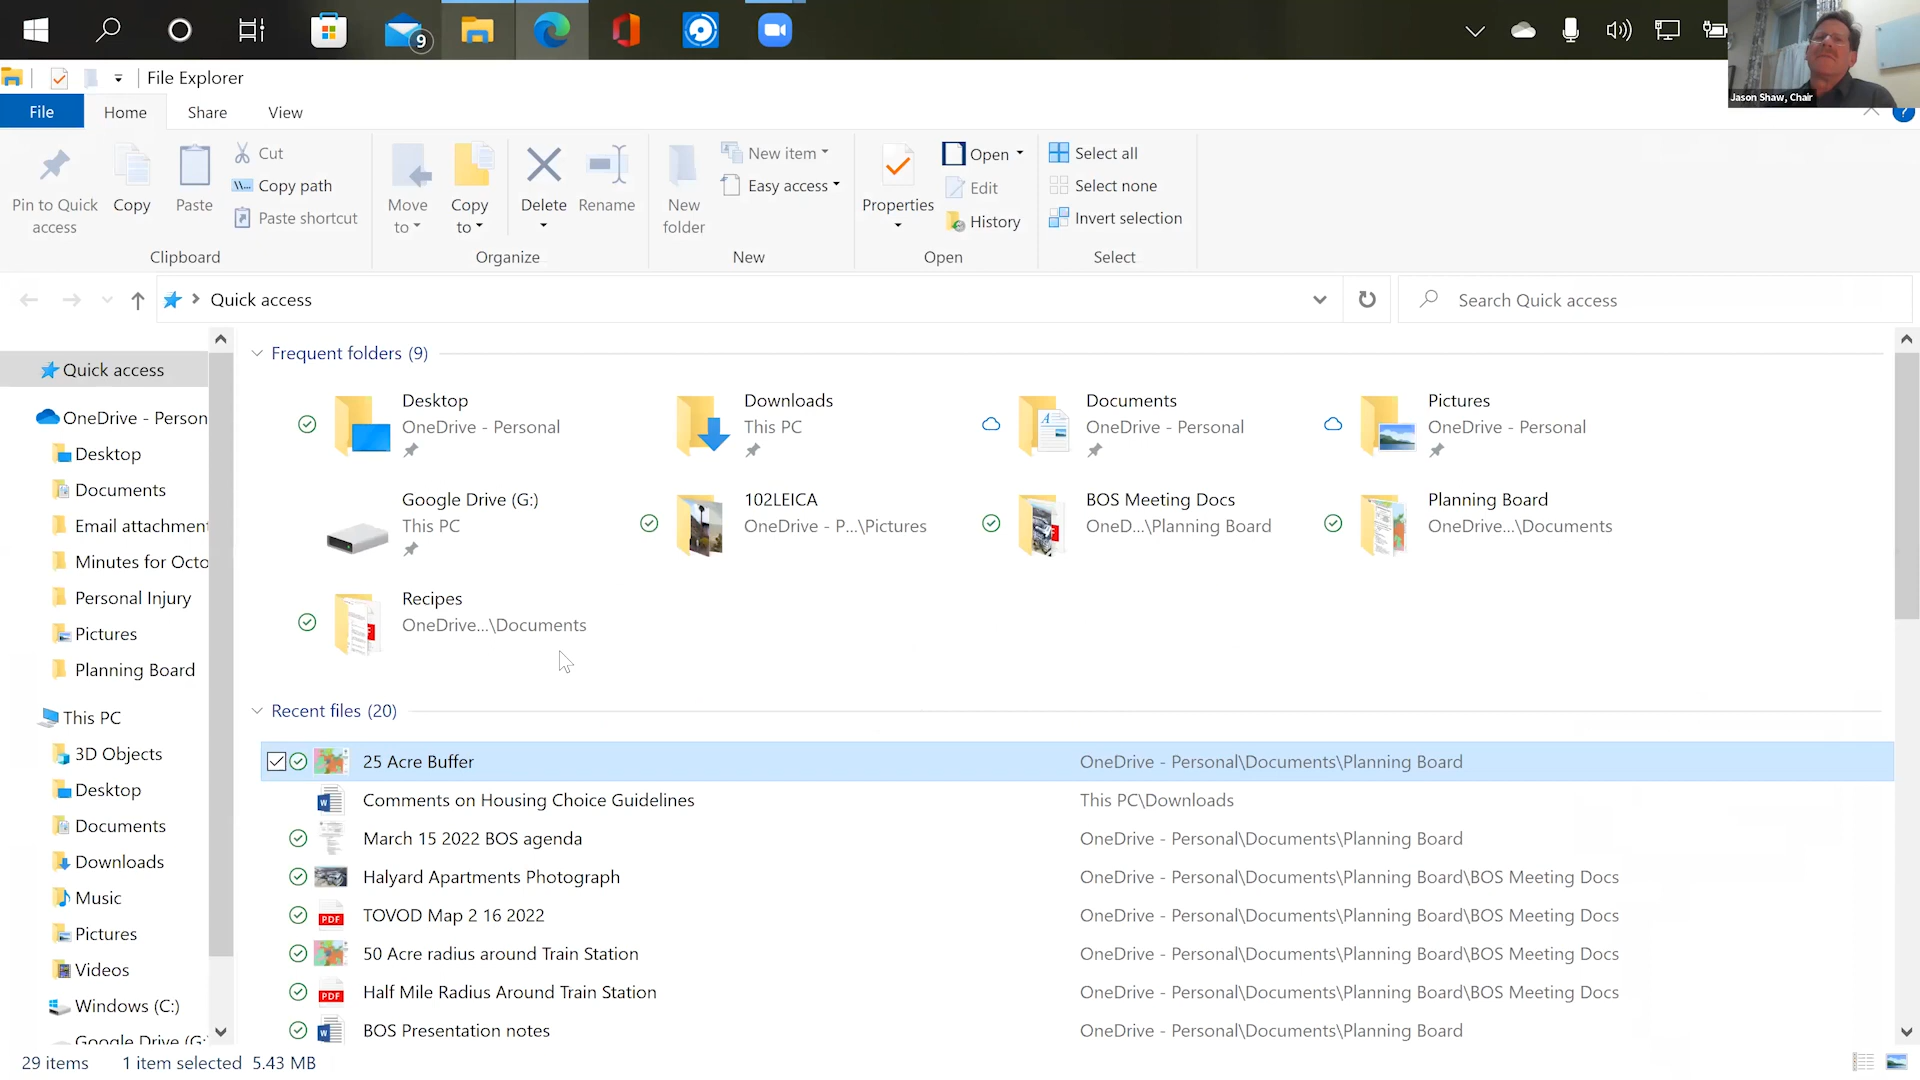 9
File Explorer
Jason Shaw, Chair
File
Home
Share
View
?
Pin to Quick access
Copy
Paste
Cut
Copy path
Paste shortcut
Clipboard
Move to
Copy to
Delete
Rename
Organize
New folder
New item
Easy access
New
Properties
Open
Edit
History
Open
Select all
Select none
Invert selection
Select
Quick access
Search Quick access
Quick access
OneDrive - Person
Desktop
Documents
Email attachment
Minutes for Octo
Personal Injury
Pictures
Planning Board
This PC
3D Objects
Desktop
Documents
Downloads
Music
Pictures
Videos
Windows (C:)
Google Drive (G:
Frequent folders (9)
Desktop
OneDrive - Personal
Downloads
This PC
Documents
OneDrive - Personal
Pictures
OneDrive - Personal
Google Drive (G:)
This PC
102LEICA
OneDrive - P...\Pictures
BOS Meeting Docs
OneD...\Planning Board
Planning Board
OneDrive...\Documents
Recipes
OneDrive...\Documents
Recent files (20)
25 Acre Buffer OneDrive - Personal\Documents\Planning Board
Comments on Housing Choice Guidelines This PC\Downloads
March 15 2022 BOS agenda OneDrive - Personal\Documents\Planning Board
Halyard Apartments Photograph OneDrive - Personal\Documents\Planning Board\BOS Meeting Docs
PDF TOVOD Map 2 16 2022 OneDrive - Personal\Documents\Planning Board\BOS Meeting Docs
50 Acre radius around Train Station OneDrive - Personal\Documents\Planning Board\BOS Meeting Docs
PDF Half Mile Radius Around Train Station OneDrive - Personal\Documents\Planning Board\BOS Meeting Docs
BOS Presentation notes OneDrive - Personal\Documents\Planning Board
29 items 1 item selected 5.43 MB